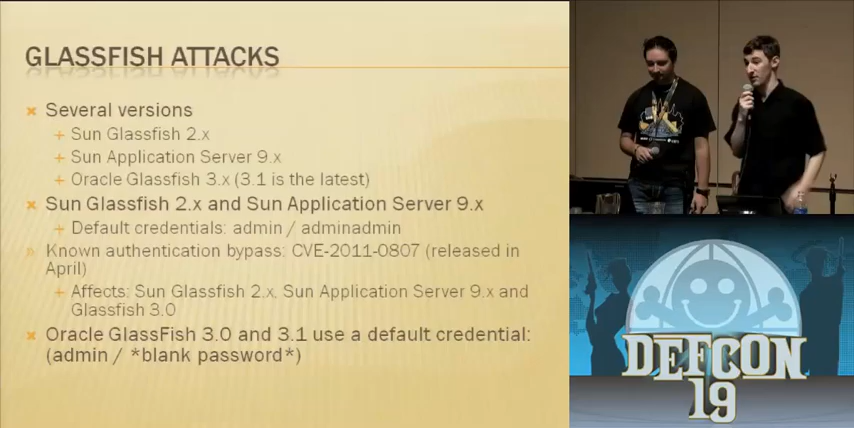 GLASSFISH ATTACKS
Several versions
Sun Glassfish 2.x
Sun Application Server 9.x
Oracle Glassfish 3.x (3.1 is the latest)
Sun Glassfish 2.x and Sun Application Server 9.x
Default credentials: admin / adminadmin
Known authentication bypass: CVE-2011-0807 (released in
April)
Affects: Sun Glassfish 2.x, Sun Application Server 9.x and
Glassfish 3.0
Oracle GlassFish 3.0 and 3.1 use a default credential:
(admin / *blank password*)
DEFCON
19